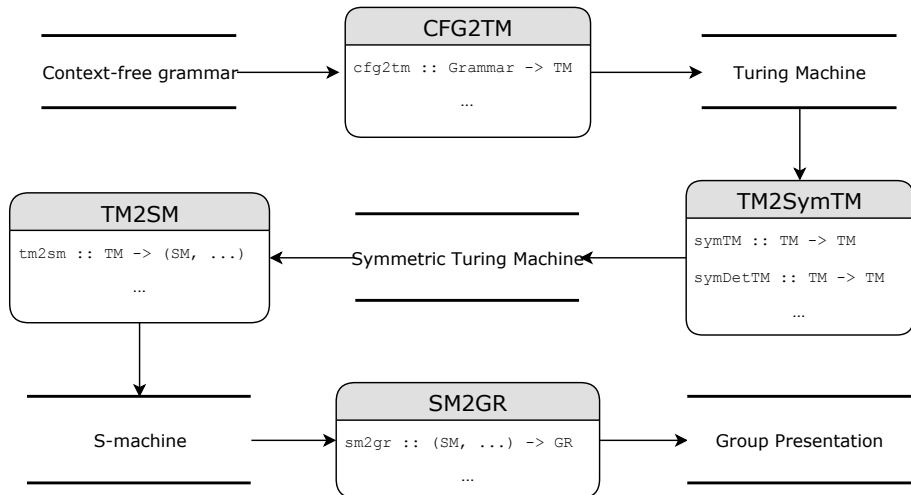 CFG2TM
Context-free grammar
cfg2tm :: Grammar -> TM
...
Turing Machine
TM2SM
tm2sm :: TM -> (SM, ...)
...
Symmetric Turing Machine
TM2SymTM
symTM :: TM -> TM
symDetTM :: TM -> TM
...
S-machine
SM2GR
sm2gr :: (SM, ...) -> GR
...
Group Presentation